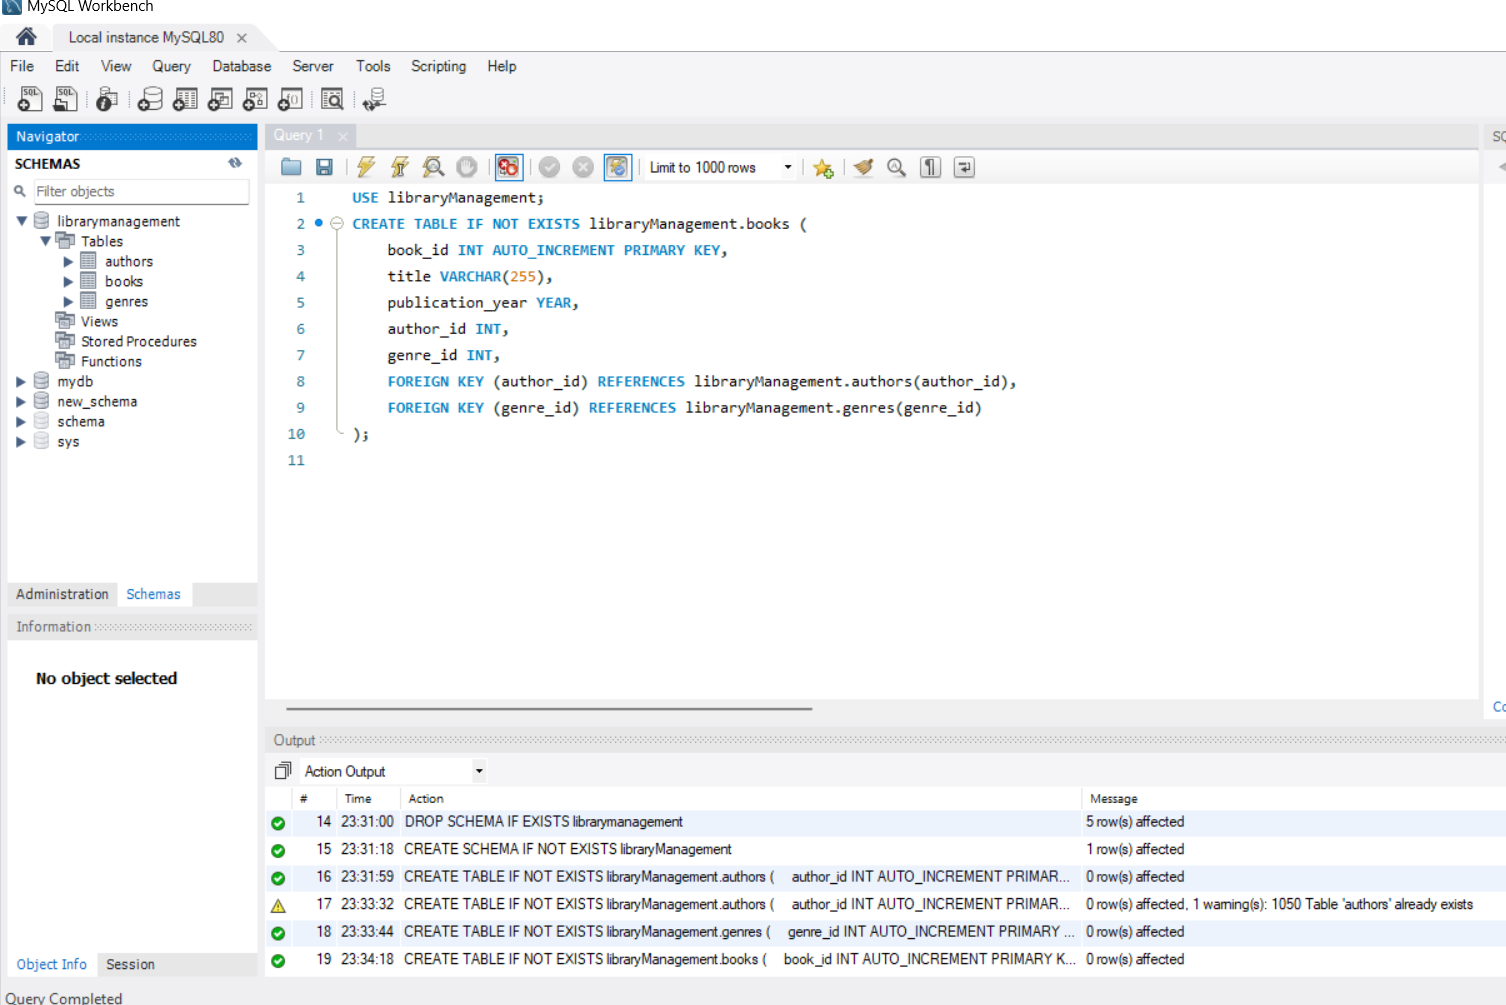 MySQL Workbench
Local instance MySQL80
File Edit View Query Database Server Tools Scripting Help
Navigator
SCHEMAS
Filter objects
librarymanagement
Tables
authors
books
genres
Views
Stored Procedures
Functions
mydb
new_schema
schema
sys
Administration Schemas
Information
No object selected
Object Info Session
Query 1
Limit to 1000 rows
1 USE libraryManagement;
2 CREATE TABLE IF NOT EXISTS libraryManagement.books (
3 book_id INT AUTO_INCREMENT PRIMARY KEY,
4 title VARCHAR(255),
5 publication_year YEAR,
6 author_id INT,
7 genre_id INT,
8 FOREIGN KEY (author_id) REFERENCES libraryManagement.authors(author_id),
9 FOREIGN KEY (genre_id) REFERENCES libraryManagement.genres(genre_id)
10 );
11
Output
Action Output
# Time Action Message
14 23:31:00 DROP SCHEMA IF EXISTS librarymanagement 5 row(s) affected
15 23:31:18 CREATE SCHEMA IF NOT EXISTS libraryManagement 1 row(s) affected
16 23:31:59 CREATE TABLE IF NOT EXISTS libraryManagement.authors ( author_id INT AUTO_INCREMENT PRIMAR... 0 row(s) affected
17 23:33:32 CREATE TABLE IF NOT EXISTS libraryManagement.authors ( author_id INT AUTO_INCREMENT PRIMAR... 0 row(s) affected, 1 warning(s): 1050 Table 'authors' already exists
18 23:33:44 CREATE TABLE IF NOT EXISTS libraryManagement.genres ( genre_id INT AUTO_INCREMENT PRIMARY ... 0 row(s) affected
19 23:34:18 CREATE TABLE IF NOT EXISTS libraryManagement.books ( book_id INT AUTO_INCREMENT PRIMARY K... 0 row(s) affected
Query Completed